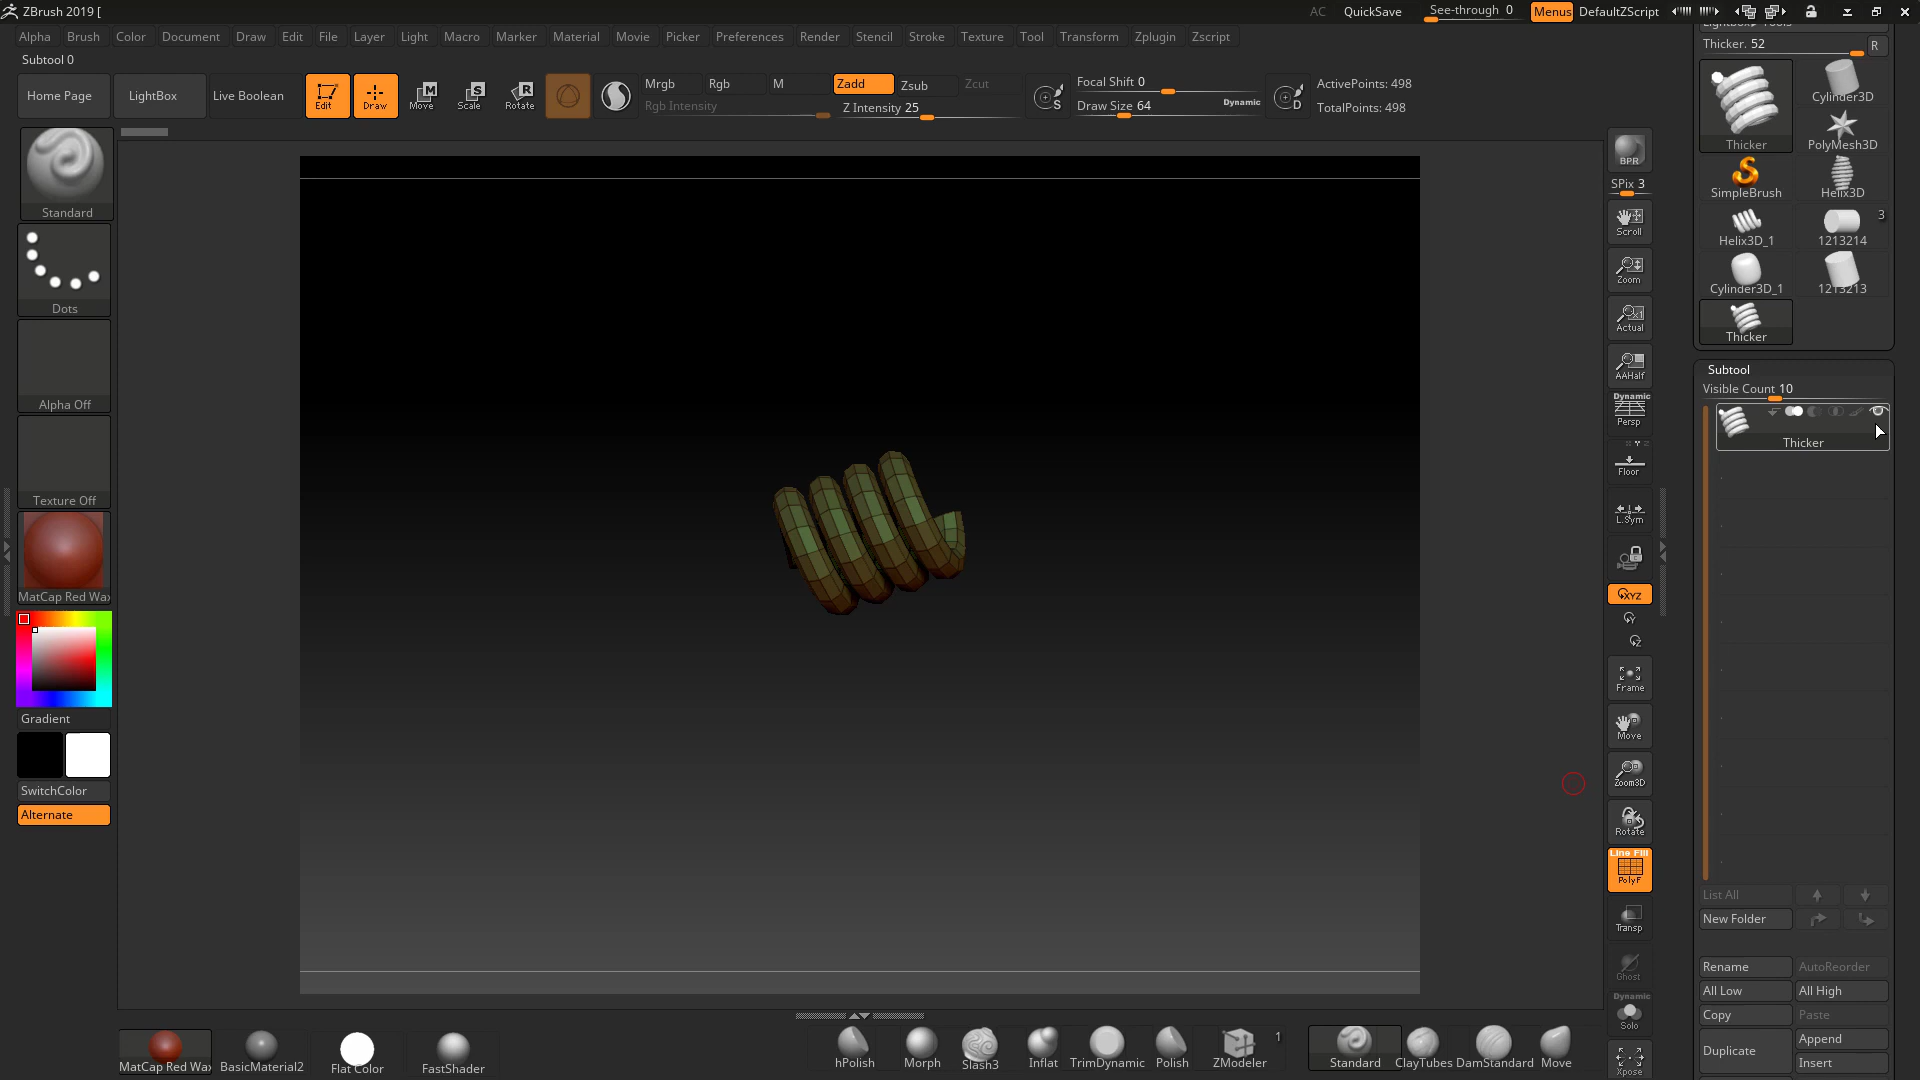 ZBrush 2019 [
AC
QuickSave
See-through 0
Menus
DefaultZScript
Alpha Brush Color Document Draw Edit File Layer Light Macro Marker Material Movie Picker Preferences Render Stencil Stroke Texture Tool Transform Zplugin Zscript
Subtool 0
Home Page
LightBox
Live Boolean
Edit
Draw
Move
Scale
Rotate
Mrgb
Rgb
M
Rgb Intensity
Zadd
Zsub
Zcut
Z Intensity 25
S
Focal Shift 0
Draw Size 64
Dynamic
D
ActivePoints: 498
TotalPoints: 498
Standard
Dots
Alpha Off
Texture Off
MatCap Red Wax
Gradient
SwitchColor
Alternate
BPR
SPix 3
Scroll
Zoom
Actual
AAHalf
Dynamic
Persp
Floor
L.Sym
XYZ
Y
Z
Frame
Move
Zoom3D
Rotate
Line Fill
PolyF
Transp
Ghost
Dynamic
Solo
Xpose
Thicker. 52
R
Thicker
Cylinder3D
PolyMesh3D
SimpleBrush
Helix3D
Helix3D_1
3
1213214
Cylinder3D_1
1213213
Thicker
Subtool
Visible Count 10
Thicker
List All
New Folder
Rename
AutoReorder
All Low
All High
Copy
Paste
Duplicate
Append
Insert
MatCap Red Wax
BasicMaterial2
Flat Color
FastShader
hPolish
Morph
Slash3
Inflat
TrimDynamic
Polish
ZModeler
1
Standard
ClayTubes
DamStandard
Move